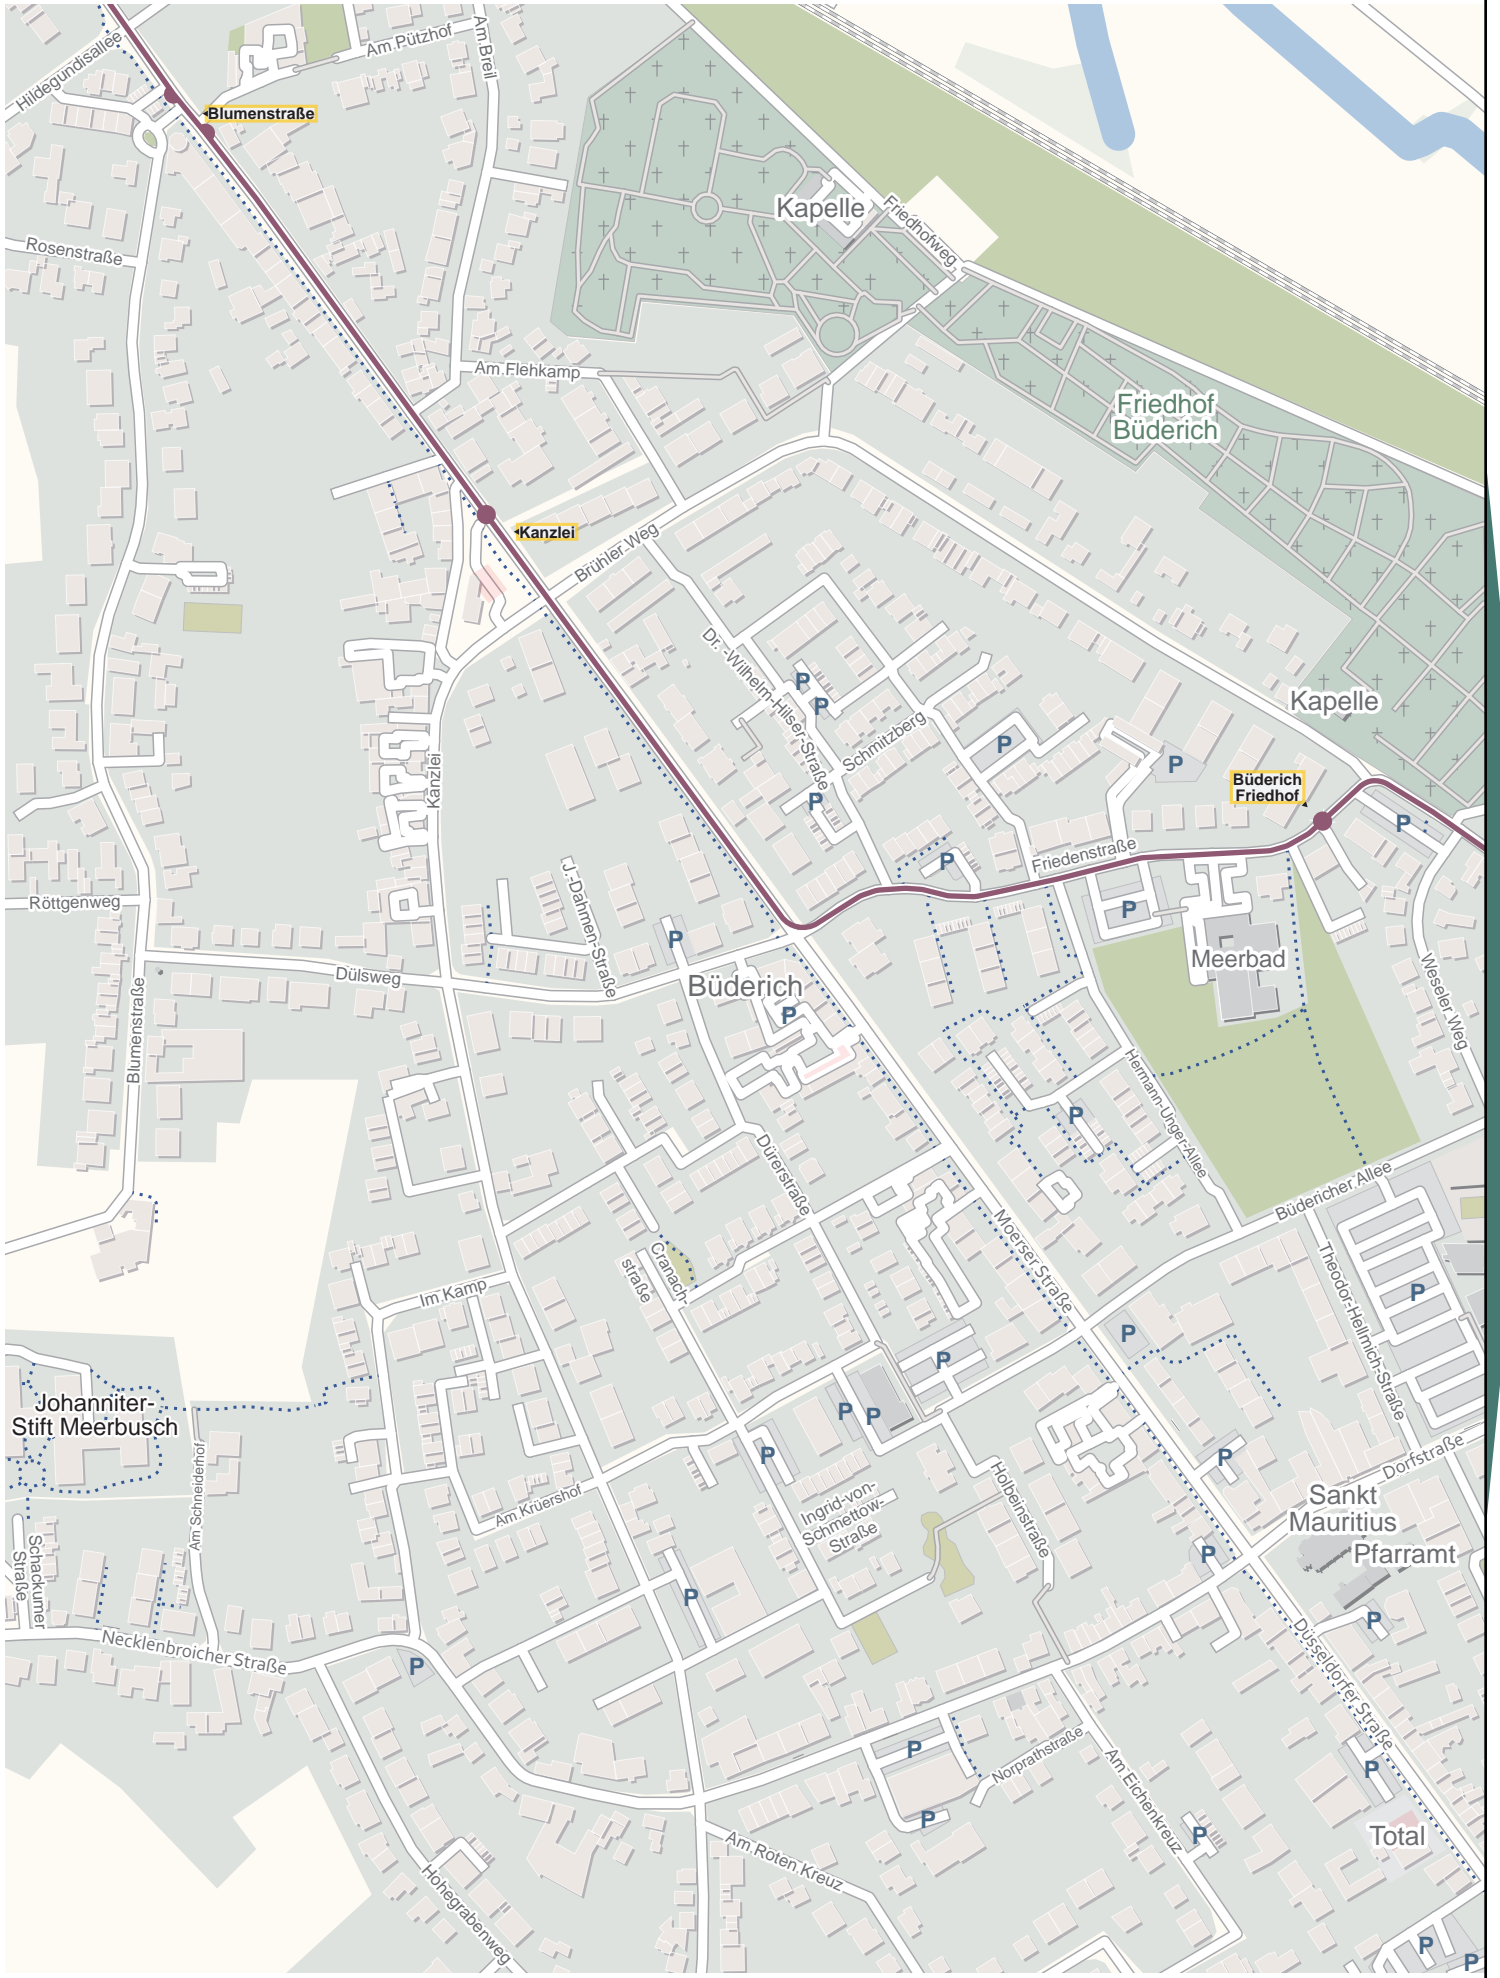 Am Pützhof
Am Breil
Hildegundisallee
Blumenstraße
Kapelle
Friedhofweg
Rosenstraße
Am Flehkamp
Friedhof
Büderich
Kanzlei
Brühler Weg
Dr. -Wilhelm-Hilser-Straße
P
P
Kapelle
Schmitzberg
P
P
Kanzlei
Büderich
Friedhof
P
P
Friedenstraße
P
J.-Dahmen-Straße
Röttgenweg
P
P
Meerbad
Dülsweg
Büderich
Weseler Weg
P
Blumenstraße
Hermann-Unger-Allee
P
Dürerstraße
Büdericher Allee
Moerser Straße
Cranach-
straße
Theodor-Hellmich-Straße
Im Kamp
P
P
P
Johanniter-
Stift Meerbusch
P
P
Am Schneiderhof
P
P
Dorfstraße
Holbeinstraße
Ingrid-von-
Schmettow-
Straße
Am Krüershof
Sankt
Mauritius
Pfarramt
P
Schackumer
Straße
P
P
Necklenbroicher Straße
P
Düsseldorfer Straße
P
Norprathstraße
Am Eichenkreuz
P
P
P
Total
Am Roten Kreuz
Hohegrabenweg
P
P